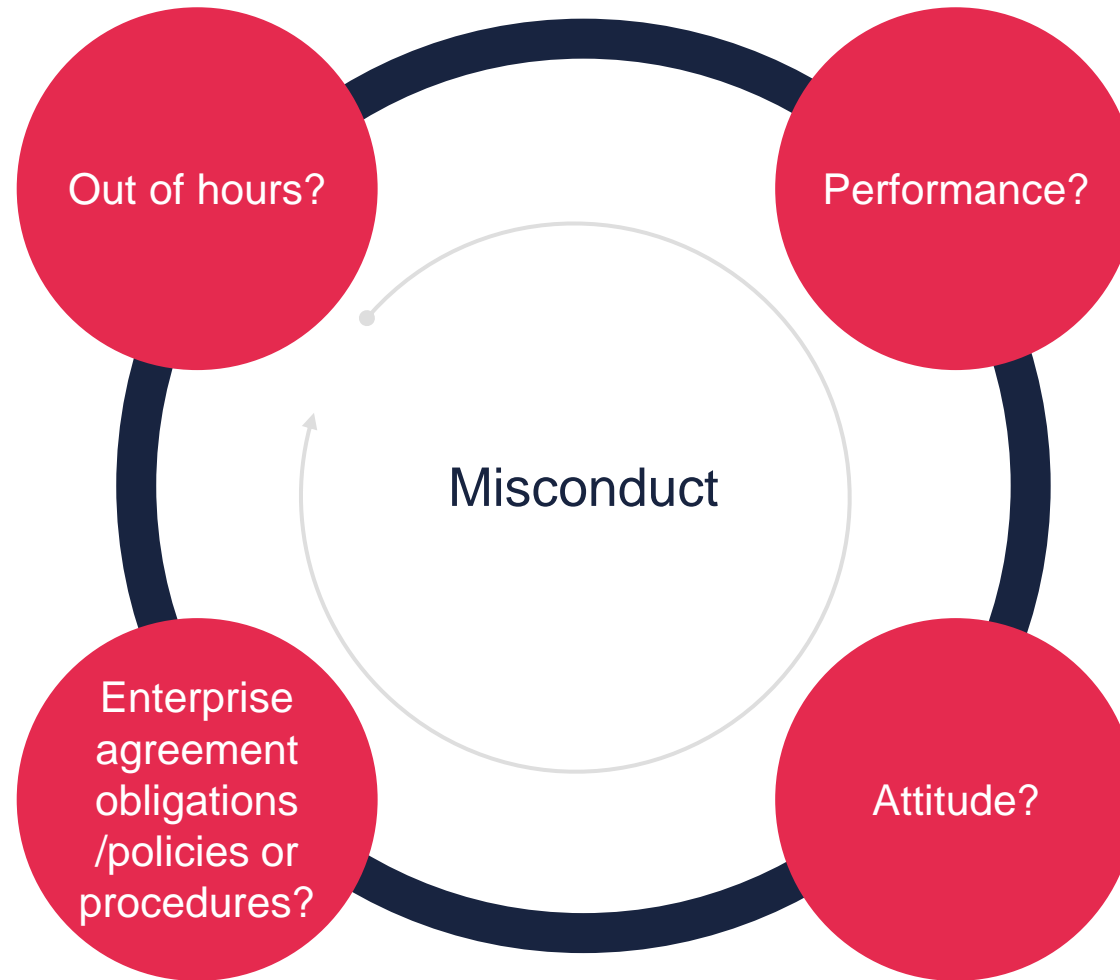 Out of hours?
Performance?
Misconduct
Enterprise
agreement
obligations
/policies or
procedures?
Attitude?